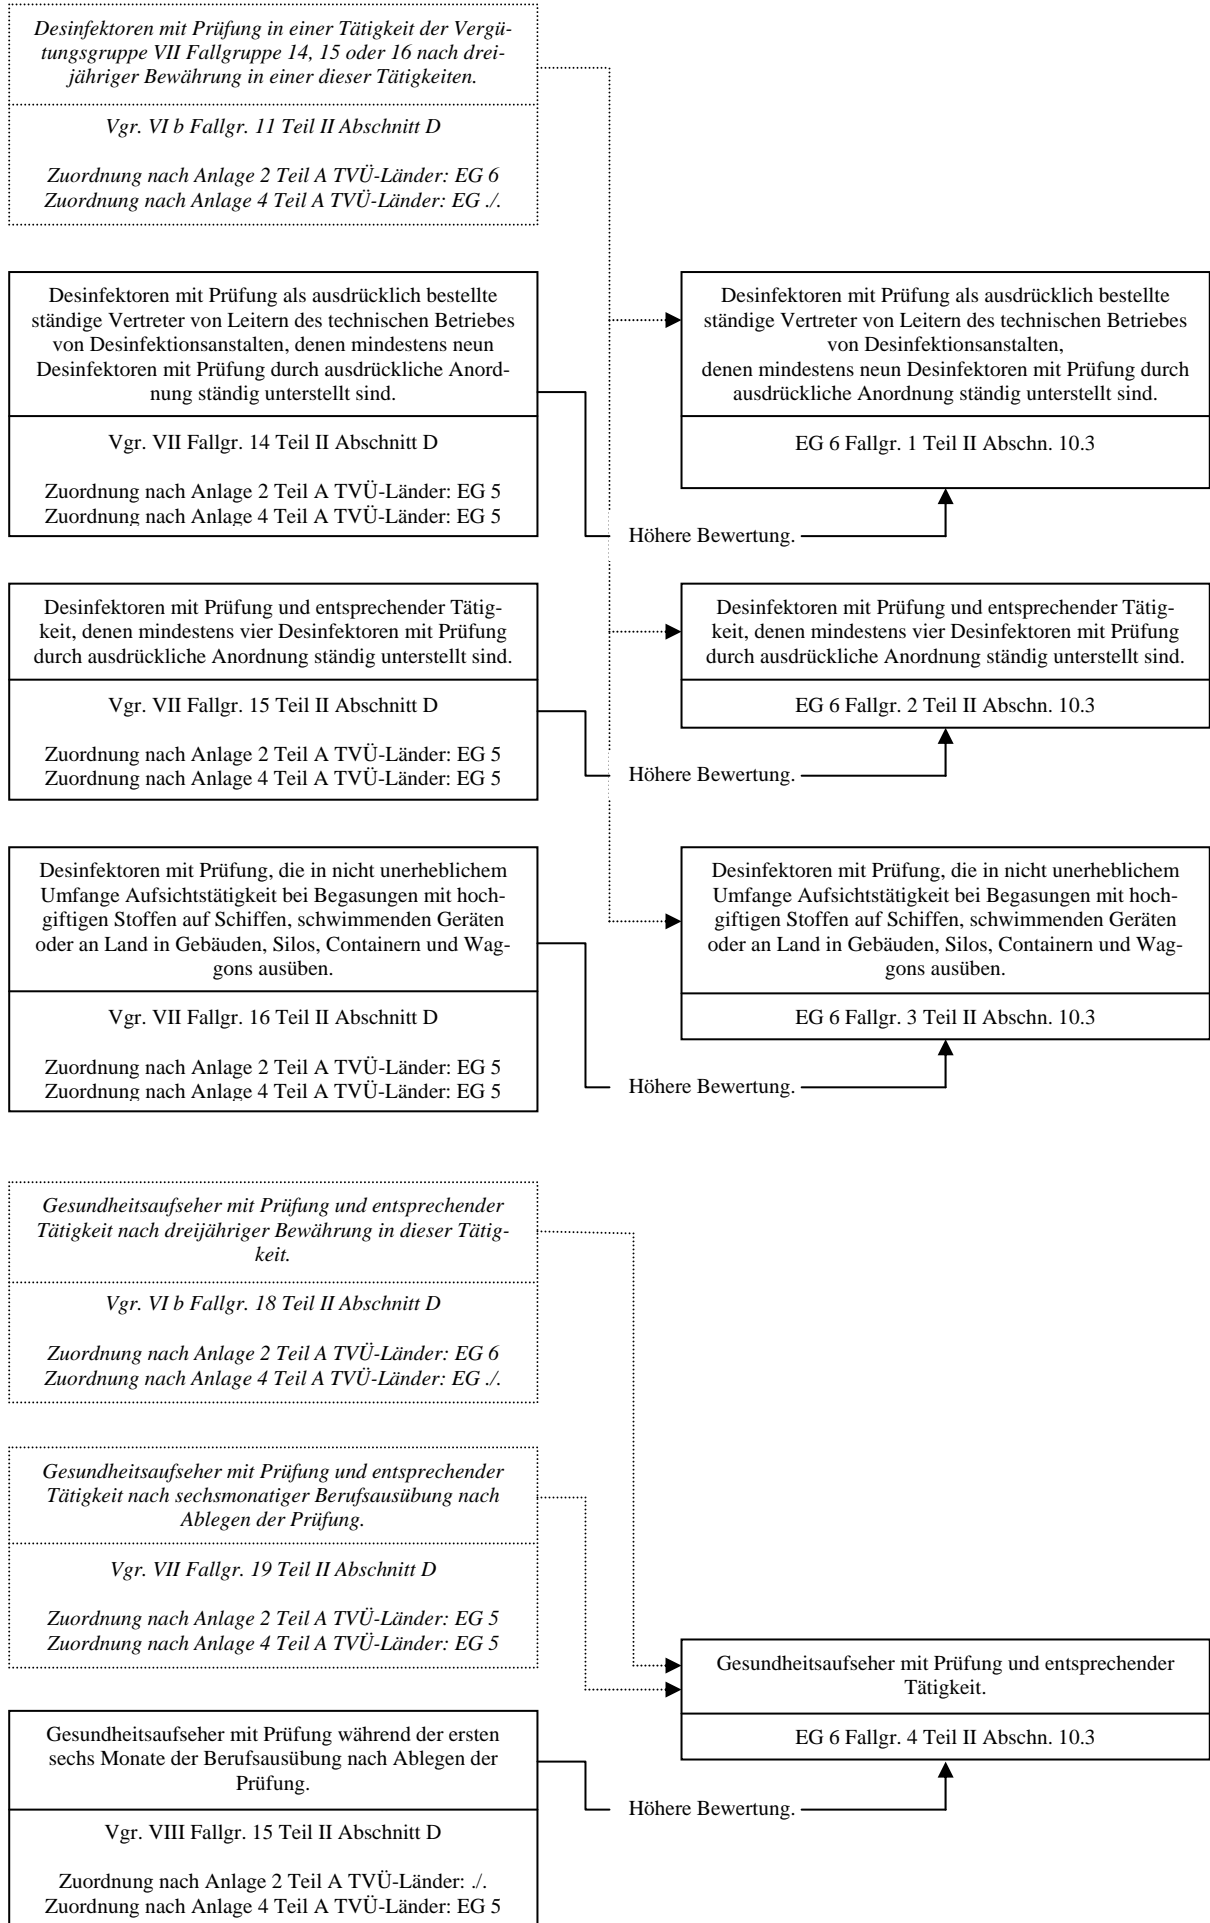 Desinfektoren mit Prüfung in einer Tätigkeit der Vergü-
tungsgruppe VII Fallgruppe 14, 15 oder 16 nach drei-
jähriger Bewährung in einer dieser Tätigkeiten.
Vgr. VI b Fallgr. 11 Teil II Abschnitt D
Zuordnung nach Anlage 2 Teil A TVÜ-Länder: EG 6
Zuordnung nach Anlage 4 Teil A TVÜ-Länder: EG ./.
Desinfektoren mit Prüfung als ausdrücklich bestellte
ständige Vertreter von Leitern des technischen Betriebes
von Desinfektionsanstalten, denen mindestens neun
Desinfektoren mit Prüfung durch ausdrückliche Anord-
nung ständig unterstellt sind.
Vgr. VII Fallgr. 14 Teil II Abschnitt D
Zuordnung nach Anlage 2 Teil A TVÜ-Länder: EG 5
Zuordnung nach Anlage 4 Teil A TVÜ-Länder: EG 5
Desinfektoren mit Prüfung als ausdrücklich bestellte
ständige Vertreter von Leitern des technischen Betriebes
von Desinfektionsanstalten,
denen mindestens neun Desinfektoren mit Prüfung durch
ausdrückliche Anordnung ständig unterstellt sind.
EG 6 Fallgr. 1 Teil II Abschn. 10.3
Höhere Bewertung.
Desinfektoren mit Prüfung und entsprechender Tätig-
keit, denen mindestens vier Desinfektoren mit Prüfung
durch ausdrückliche Anordnung ständig unterstellt sind.
Vgr. VII Fallgr. 15 Teil II Abschnitt D
Zuordnung nach Anlage 2 Teil A TVÜ-Länder: EG 5
Zuordnung nach Anlage 4 Teil A TVÜ-Länder: EG 5
Desinfektoren mit Prüfung und entsprechender Tätig-
keit, denen mindestens vier Desinfektoren mit Prüfung
durch ausdrückliche Anordnung ständig unterstellt sind.
EG 6 Fallgr. 2 Teil II Abschn. 10.3
Höhere Bewertung.
Desinfektoren mit Prüfung, die in nicht unerheblichem
Umfange Aufsichtstätigkeit bei Begasungen mit hoch-
giftigen Stoffen auf Schiffen, schwimmenden Geräten
oder an Land in Gebäuden, Silos, Containern und Wag-
gons ausüben.
Vgr. VII Fallgr. 16 Teil II Abschnitt D
Zuordnung nach Anlage 2 Teil A TVÜ-Länder: EG 5
Zuordnung nach Anlage 4 Teil A TVÜ-Länder: EG 5
Desinfektoren mit Prüfung, die in nicht unerheblichem
Umfange Aufsichtstätigkeit bei Begasungen mit hoch-
giftigen Stoffen auf Schiffen, schwimmenden Geräten
oder an Land in Gebäuden, Silos, Containern und Wag-
gons ausüben.
EG 6 Fallgr. 3 Teil II Abschn. 10.3
Höhere Bewertung.
Gesundheitsaufseher mit Prüfung und entsprechender
Tätigkeit nach dreijähriger Bewährung in dieser Tätig-
keit.
Vgr. VI b Fallgr. 18 Teil II Abschnitt D
Zuordnung nach Anlage 2 Teil A TVÜ-Länder: EG 6
Zuordnung nach Anlage 4 Teil A TVÜ-Länder: EG ./.
Gesundheitsaufseher mit Prüfung und entsprechender
Tätigkeit nach sechsmonatiger Berufsausübung nach
Ablegen der Prüfung.
Vgr. VII Fallgr. 19 Teil II Abschnitt D
Zuordnung nach Anlage 2 Teil A TVÜ-Länder: EG 5
Zuordnung nach Anlage 4 Teil A TVÜ-Länder: EG 5
Gesundheitsaufseher mit Prüfung und entsprechender
Tätigkeit.
EG 6 Fallgr. 4 Teil II Abschn. 10.3
Gesundheitsaufseher mit Prüfung während der ersten
sechs Monate der Berufsausübung nach Ablegen der
Prüfung.
Höhere Bewertung.
Vgr. VIII Fallgr. 15 Teil II Abschnitt D
Zuordnung nach Anlage 2 Teil A TVÜ-Länder: ./.
Zuordnung nach Anlage 4 Teil A TVÜ-Länder: EG 5